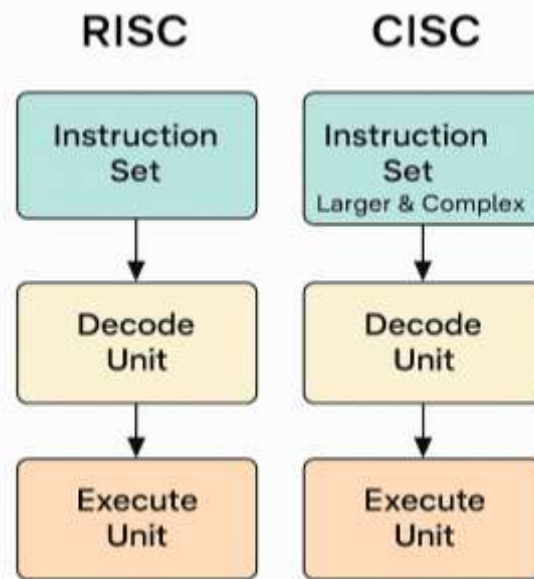 RISC
Instruction
Set
Decode
Unit
Execute
Unit
CISC
Instruction
Set
Larger & Complex
Decode
Unit
Execute
Unit